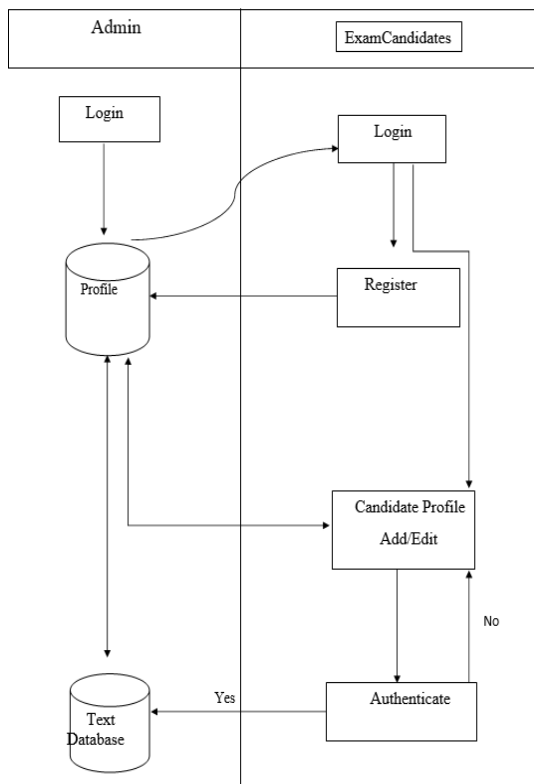 Admin
ExamCandidates
Login
Login
Profile
Register
Candidate Profile
Add/Edit
No
Yes
Authenticate
Text
Database